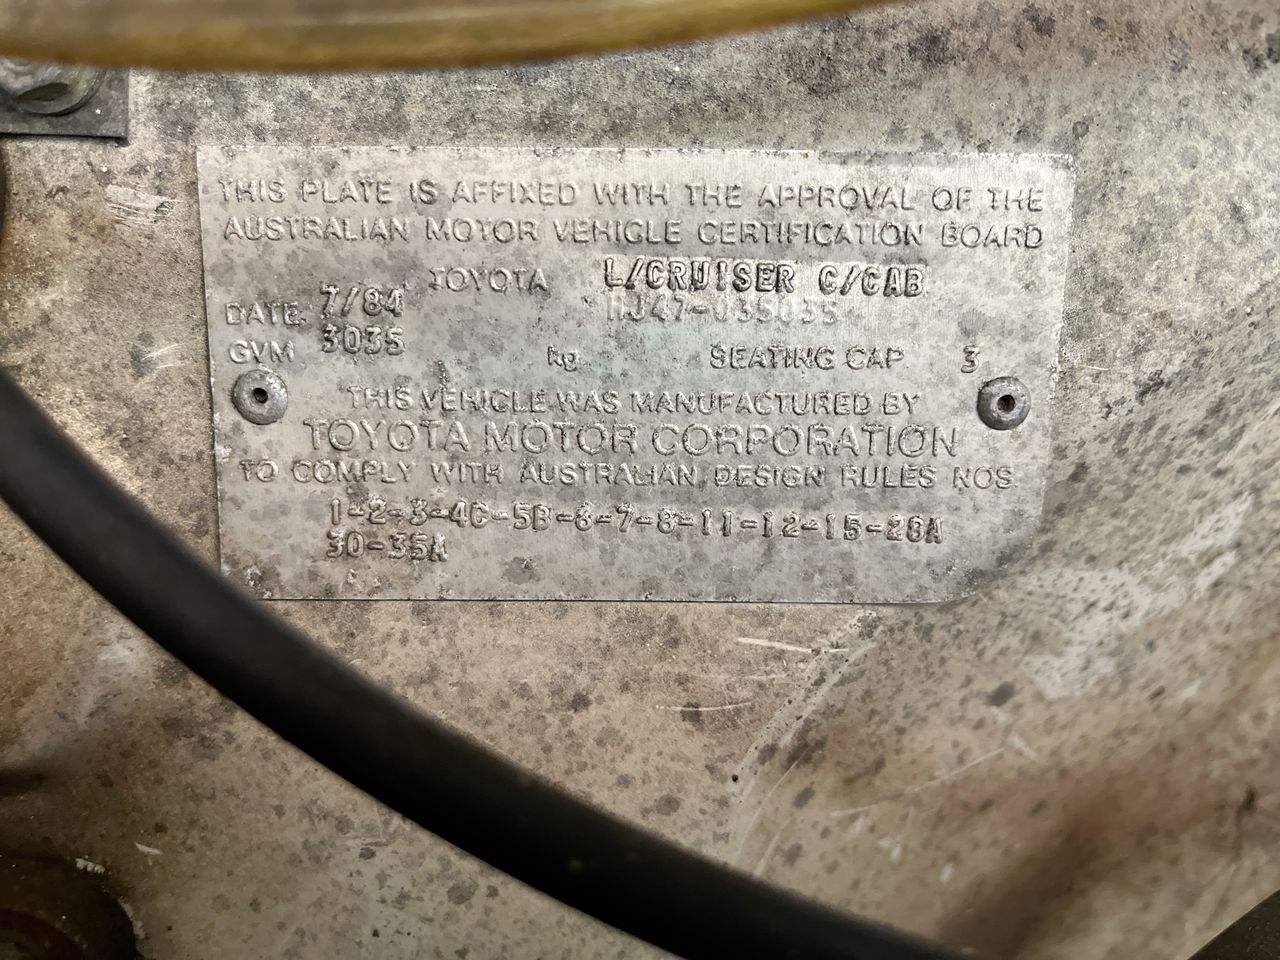 THIS PLATE IS AFFIXED WITH THE APPROVAL OF THE
AUSTRALIAN MOTOR VEHICLE CERTIFICATION BOARD
TOYOTA L/CRUISER C/CAB
DATE 7/84 HJ47-035035
GVM 3035 kg SEATING CAP 3
THIS VEHICLE WAS MANUFACTURED BY
TOYOTA MOTOR CORPORATION
TO COMPLY WITH AUSTRALIAN DESIGN RULES NOS.
1-2-3-4C-5B-6-7-8-11-12-15-28A
30-35A